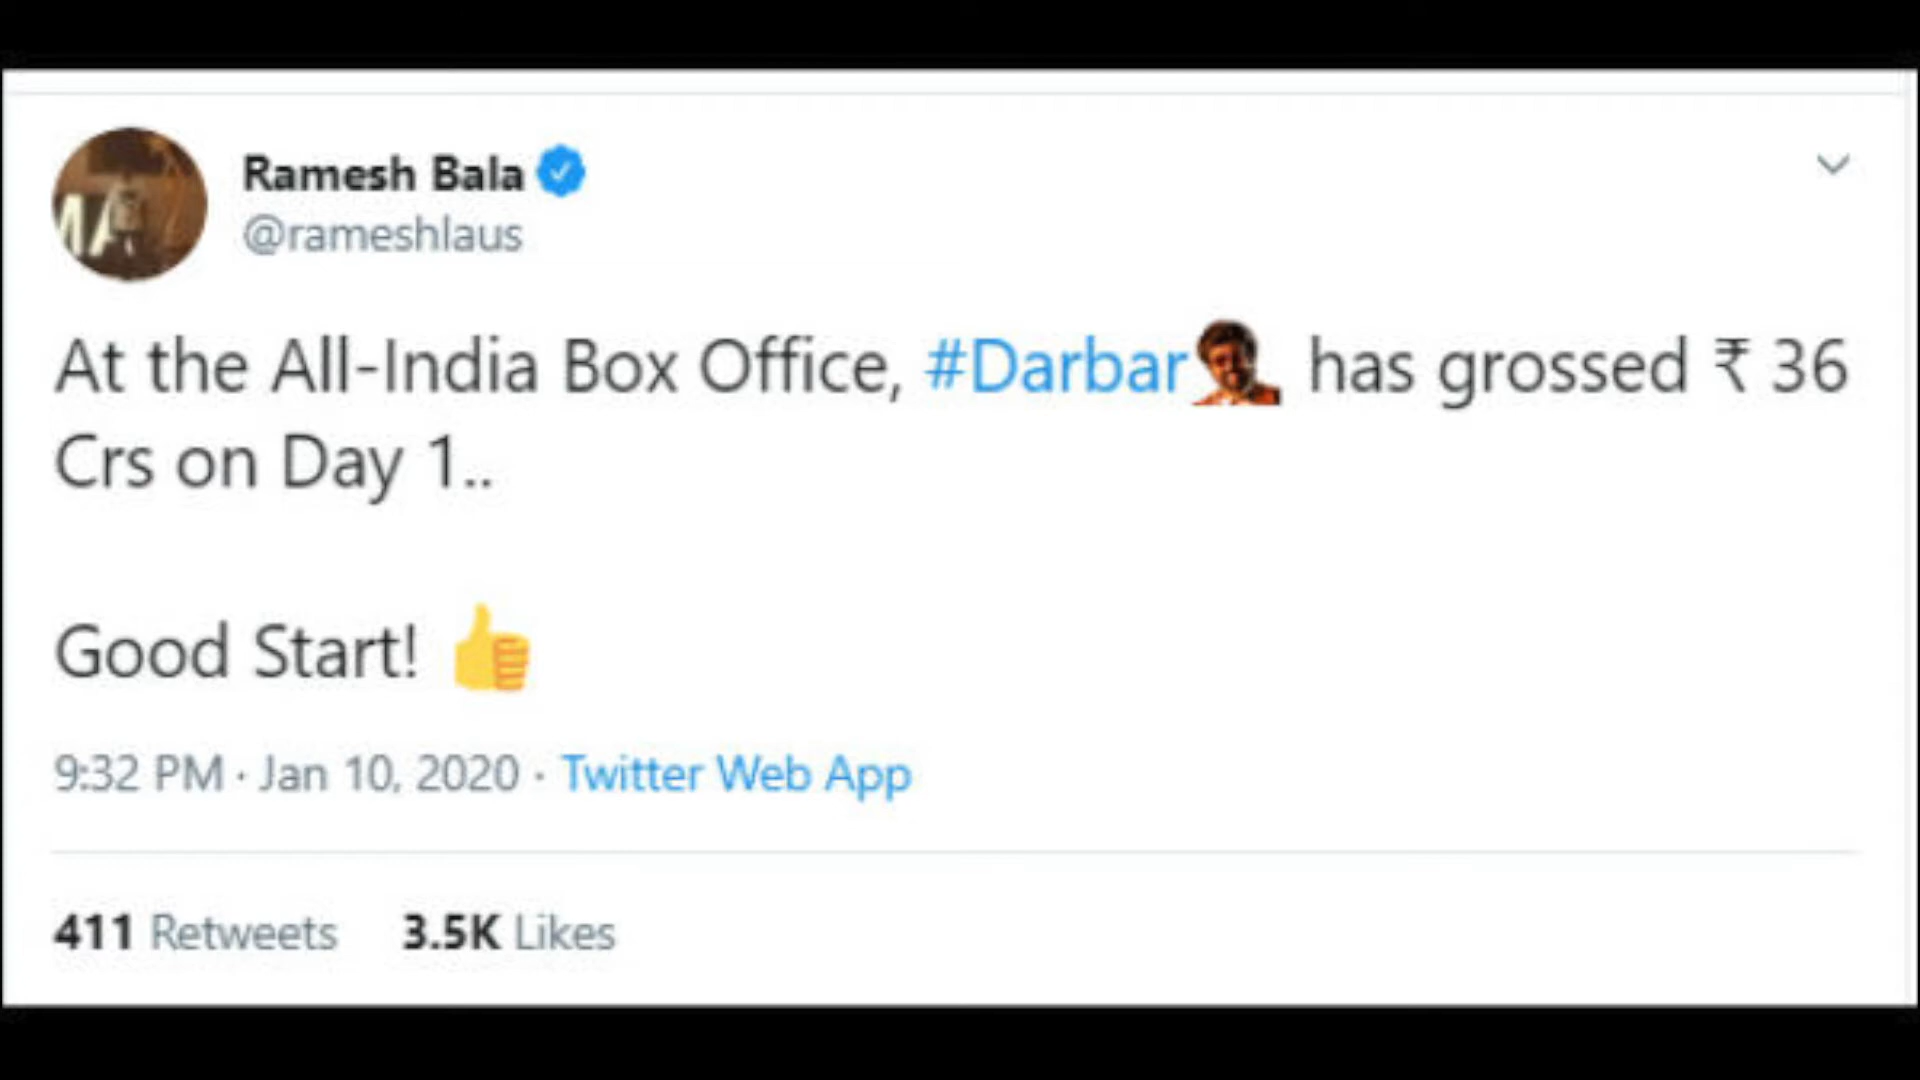 Ramesh Bala
@rameshlaus
At the All-India Box Office, #Darbar has grossed ₹ 36
Crs on Day 1..
Good Start! 👍
9:32 PM · Jan 10, 2020 · Twitter Web App
411 Retweets 3.5K Likes